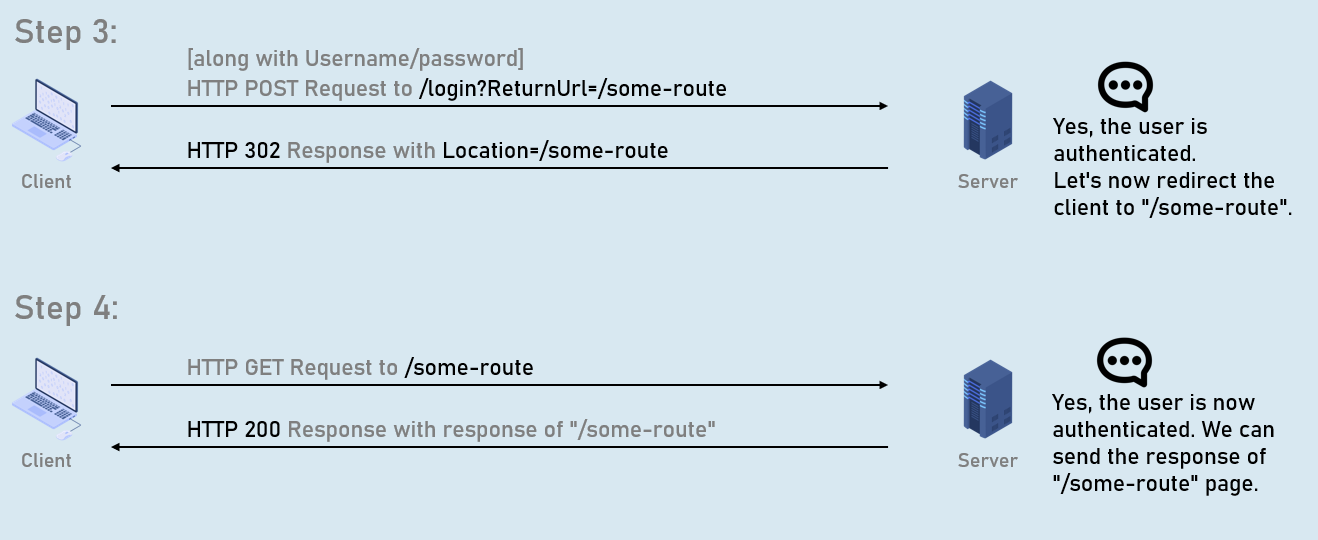 Step 3:
[along with Username/password]
HTTP POST Request to /login?ReturnUrl=/some-route
HTTP 302 Response with Location=/some-route
Client
Server
Yes, the user is
authenticated.
Let's now redirect the
client to "/some-route".
Step 4:
HTTP GET Request to /some-route
HTTP 200 Response with response of "/some-route"
Client
Server
Yes, the user is now
authenticated. We can
send the response of
"/some-route" page.